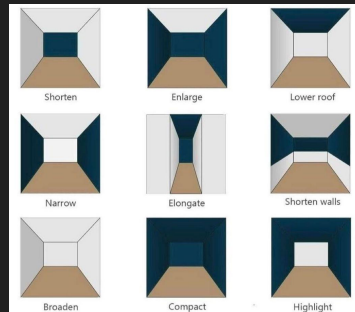 Shorten
Enlarge
Lower roof
Narrow
Elongate
Shorten walls
Broaden
Compact
Highlight